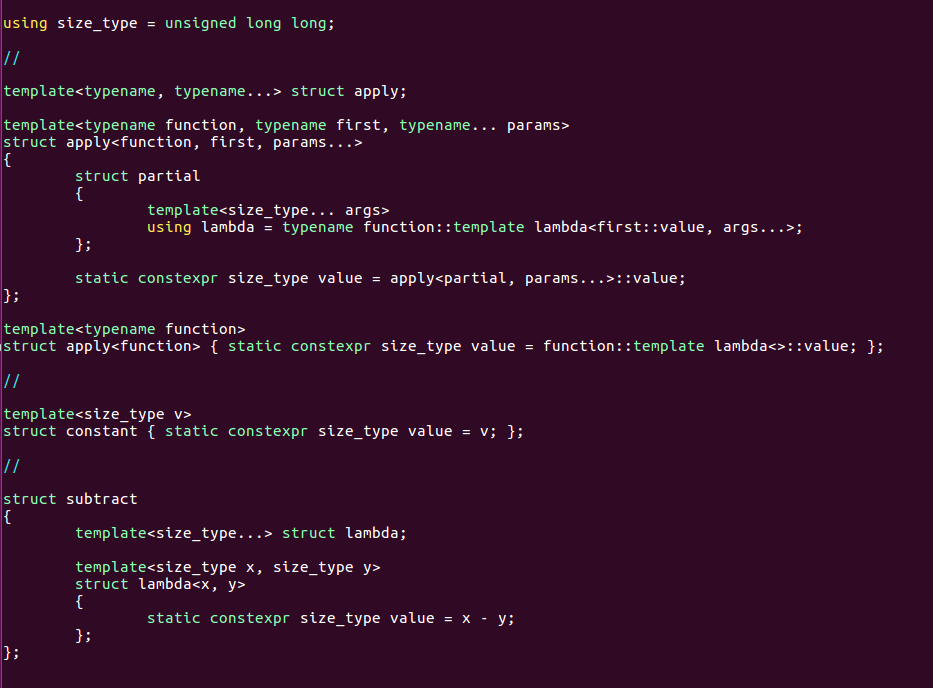 using size_type = unsigned long long;
//
template<typename, typename...> struct apply;
template<typename function, typename first, typename... params>
struct apply<function, first, params...>
{
struct partial
{
template<size_type... args>
using lambda = typename function::template lambda<first::value, args...>;
};
static constexpr size_type value = apply<partial, params...>::value;
};
template<typename function>
struct apply<function> { static constexpr size_type value = function::template lambda<>::value; };
//
template<size_type v>
struct constant { static constexpr size_type value = v; };
//
struct subtract
{
template<size_type...> struct lambda;
template<size_type x, size_type y>
struct lambda<x, y>
{
static constexpr size_type value = x - y;
};
};